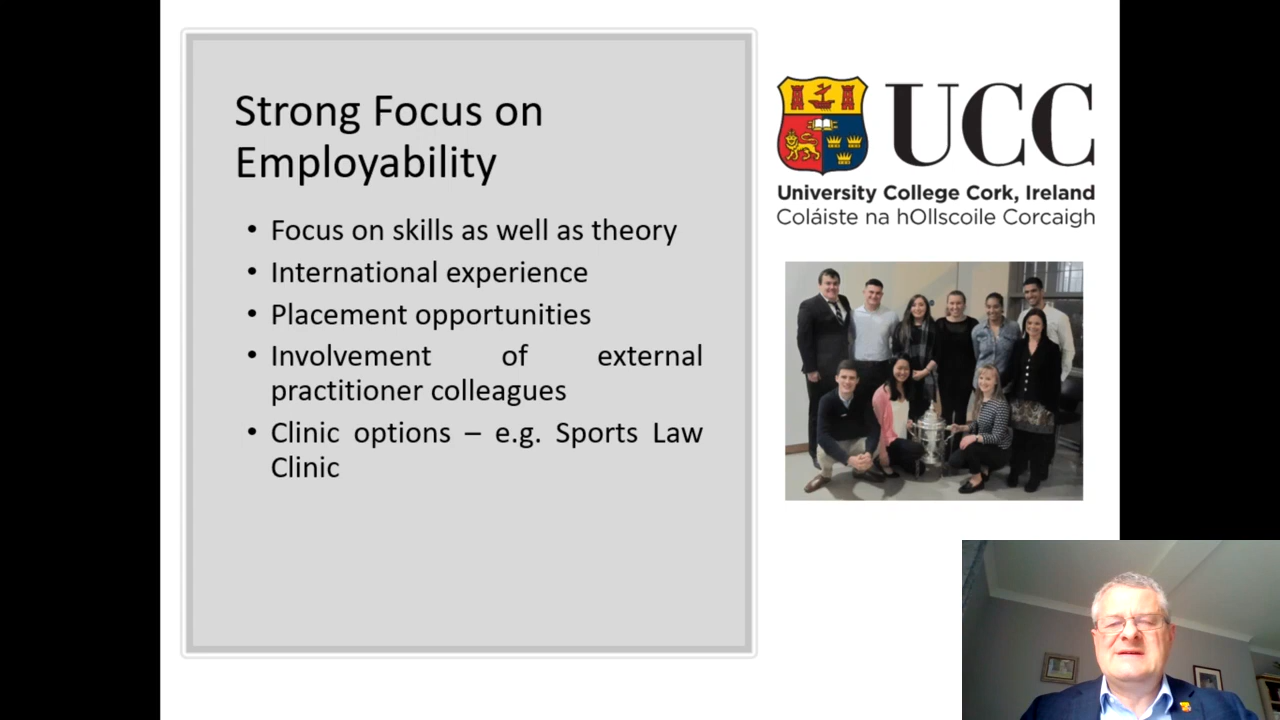 Strong Focus on
Employability
• Focus on skills as well as theory
• International experience
• Placement opportunities
• Involvement of external
practitioner colleagues
• Clinic options – e.g. Sports Law
Clinic
UCC
University College Cork, Ireland
Coláiste na hOllscoile Corcaigh